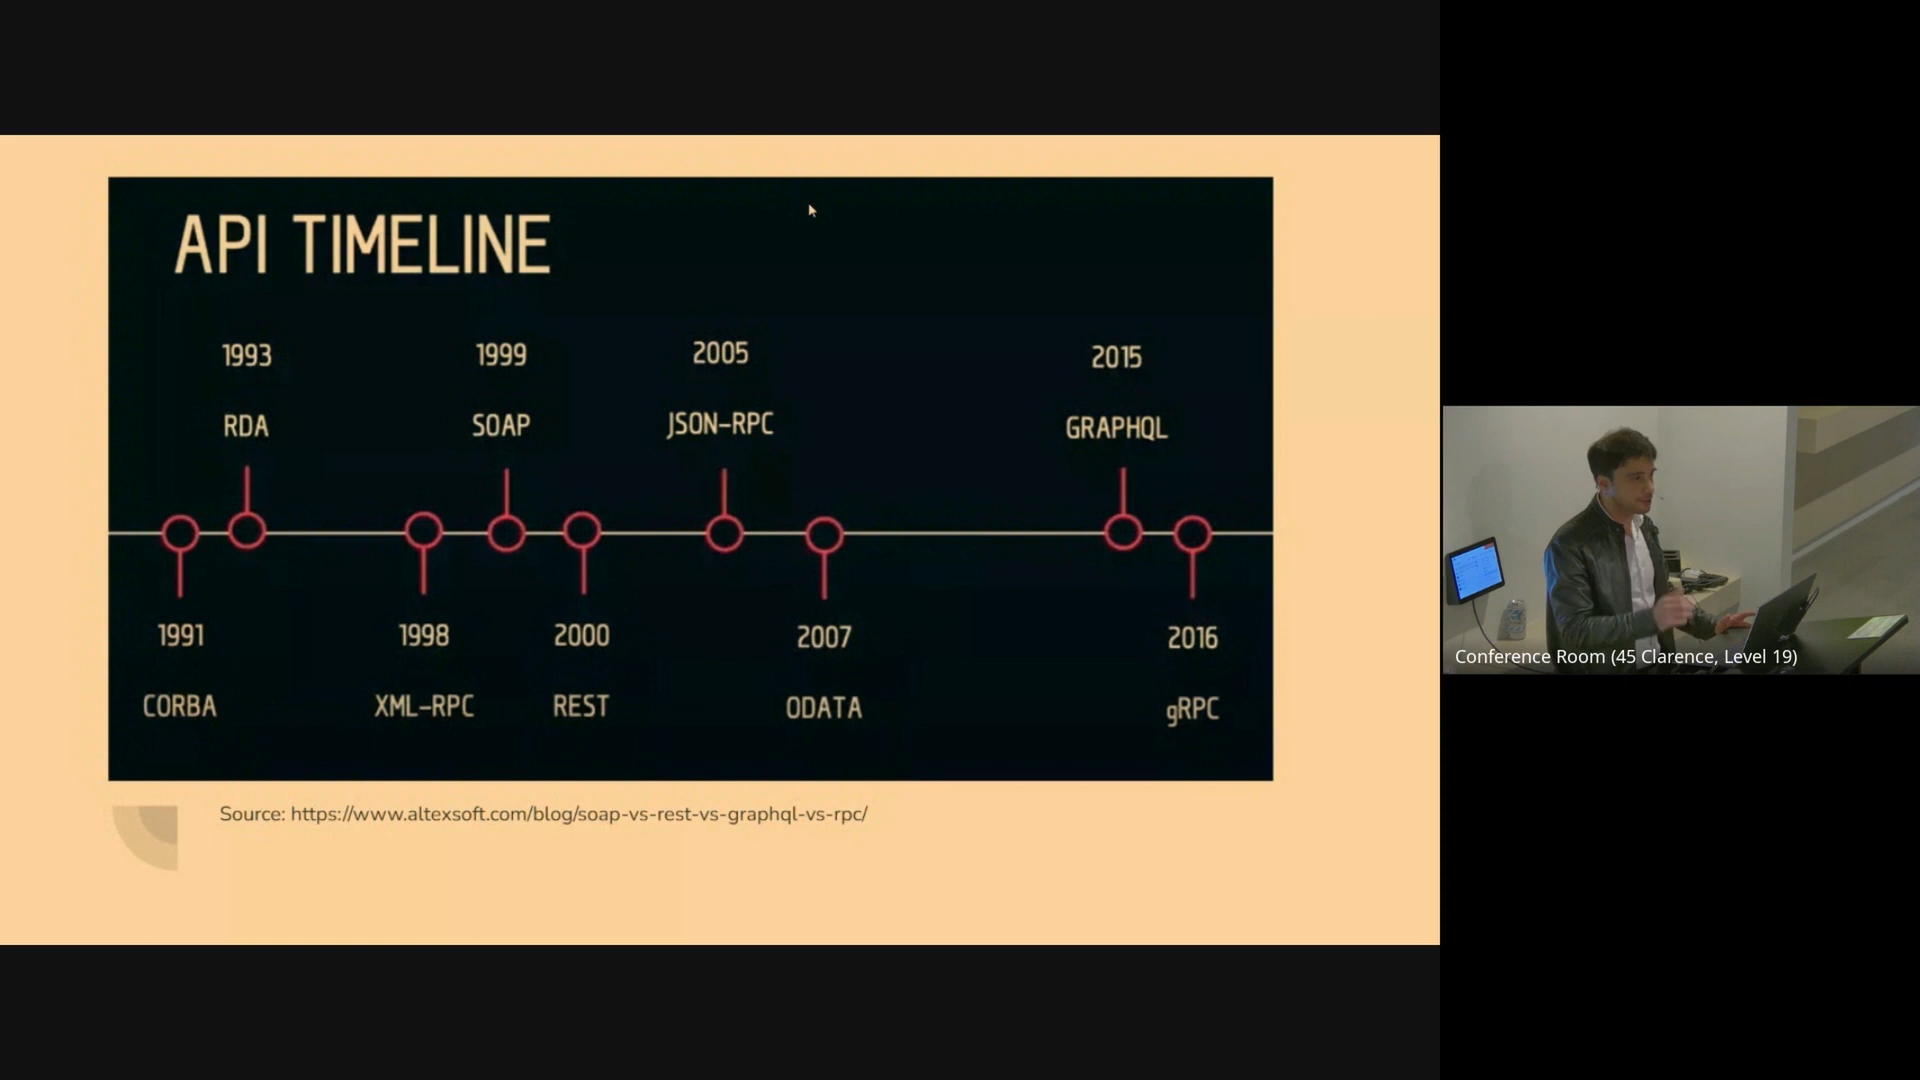 API TIMELINE
1993
1999
2005
2015
RDA
SOAP
JSON-RPC
GRAPHQL
1991
1998
2000
2007
2016
CORBA
XML-RPC
REST
ODATA
gRPC
Source: https://www.altexsoft.com/blog/soap-vs-rest-vs-graphql-vs-rpc/
Conference Room (45 Clarence, Level 19)